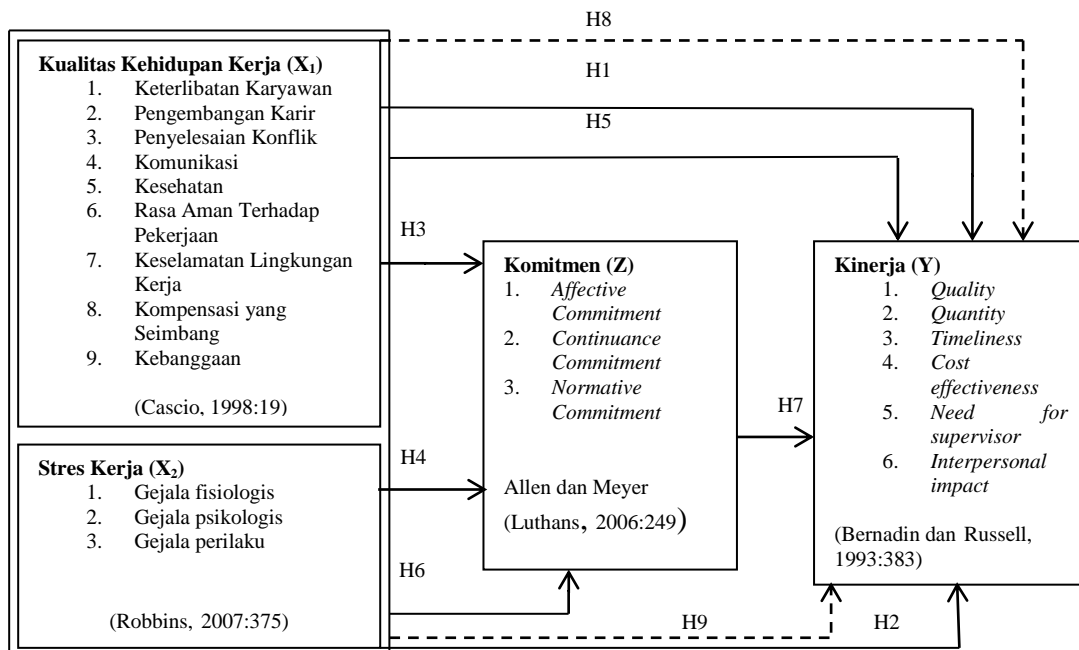 H8
Kualitas Kehidupan Kerja (X₁)
1. Keterlibatan Karyawan
2. Pengembangan Karir
3. Penyelesaian Konflik
4. Komunikasi
5. Kesehatan
6. Rasa Aman Terhadap
Pekerjaan
7. Keselamatan Lingkungan
Kerja
8. Kompensasi yang
Seimbang
9. Kebanggaan
(Cascio, 1998:19)
H1
H5
H3
Komitmen (Z)
1. Affective
Commitment
2. Continuance
Commitment
3. Normative
Commitment
Allen dan Meyer
(Luthans, 2006:249)
H7
Kinerja (Y)
1. Quality
2. Quantity
3. Timeliness
4. Cost
effectiveness
5. Need for
supervisor
6. Interpersonal
impact
(Bernadin dan Russell,
1993:383)
Stres Kerja (X₂)
1. Gejala fisiologis
2. Gejala psikologis
3. Gejala perilaku
(Robbins, 2007:375)
H4
H6
H9
H2